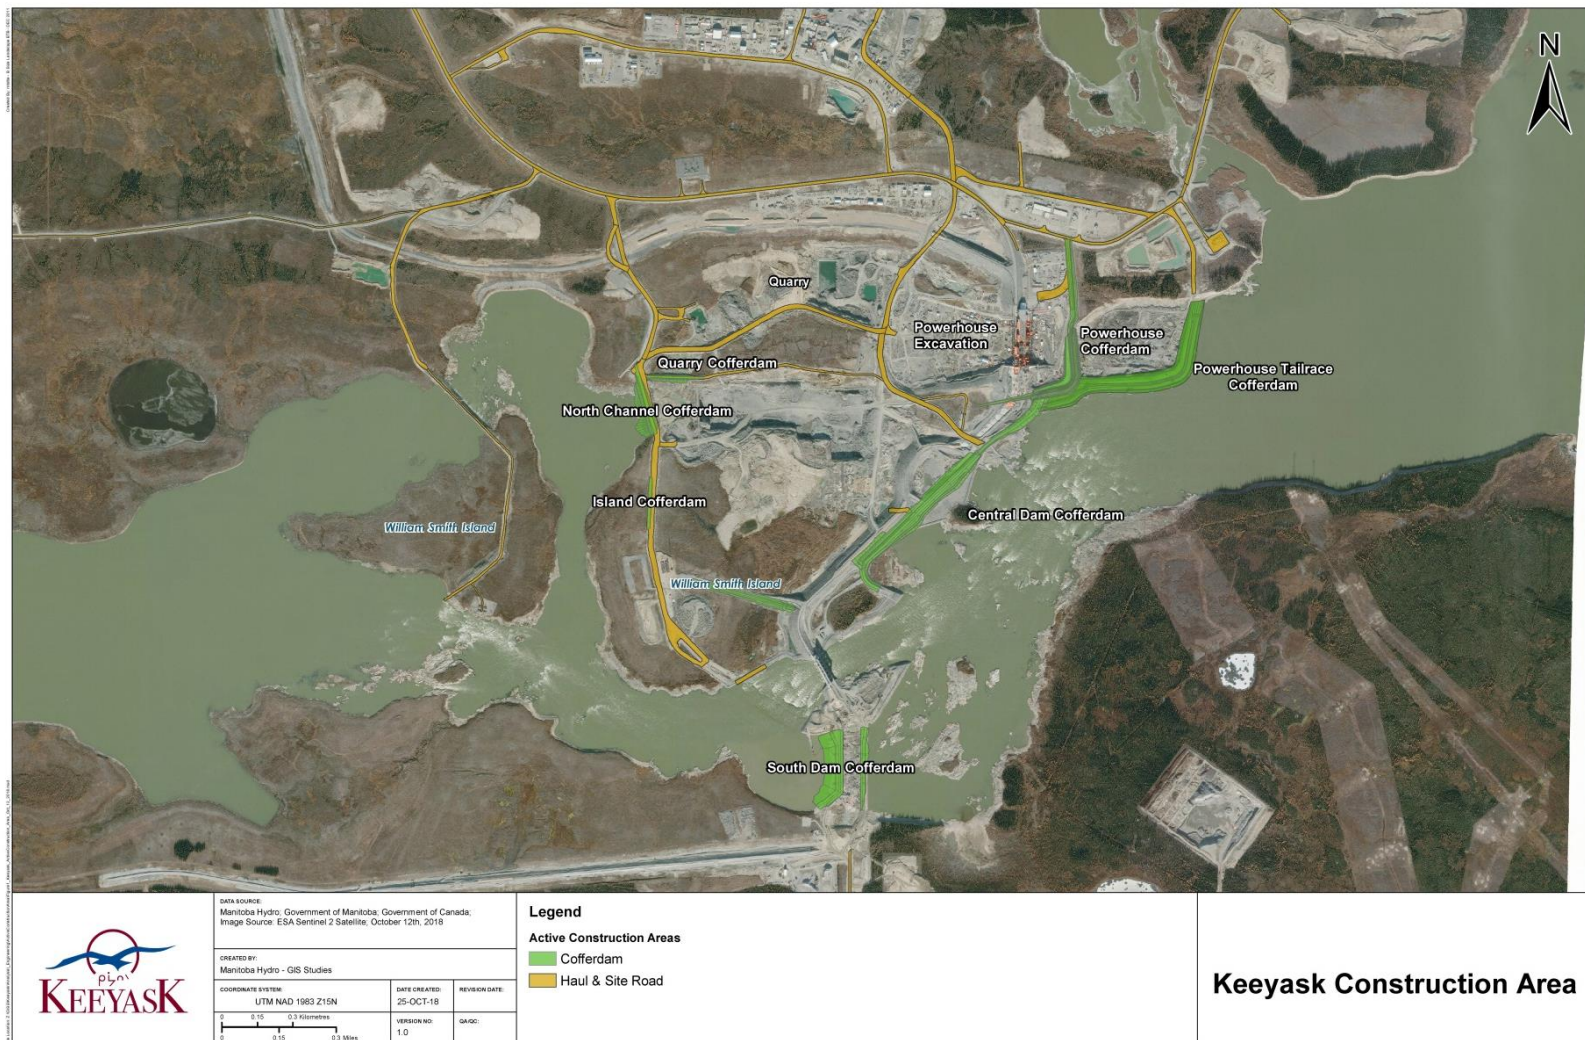 N
Quarry
Powerhouse
Excavation
Powerhouse
Cofferdam
Powerhouse Tailrace
Cofferdam
Quarry Cofferdam
North Channel Cofferdam
Island Cofferdam
Central Dam Cofferdam
William Smith Island
William Smith Island
South Dam Cofferdam
KEEYASK
DATA SOURCE:
Manitoba Hydro; Government of Manitoba; Government of Canada;
Image Source: ESA Sentinel 2 Satellite; October 12th, 2018
CREATED BY:
Manitoba Hydro - GIS Studies
COORDINATE SYSTEM:
UTM NAD 1983 Z15N
DATE CREATED:
25-OCT-18
REVISION DATE:
0 0.15 0.3 Kilometres
0 0.15 0.3 Miles
VERSION NO:
1.0
QA/QC:
Legend
Active Construction Areas
Cofferdam
Haul & Site Road
Keeyask Construction Area